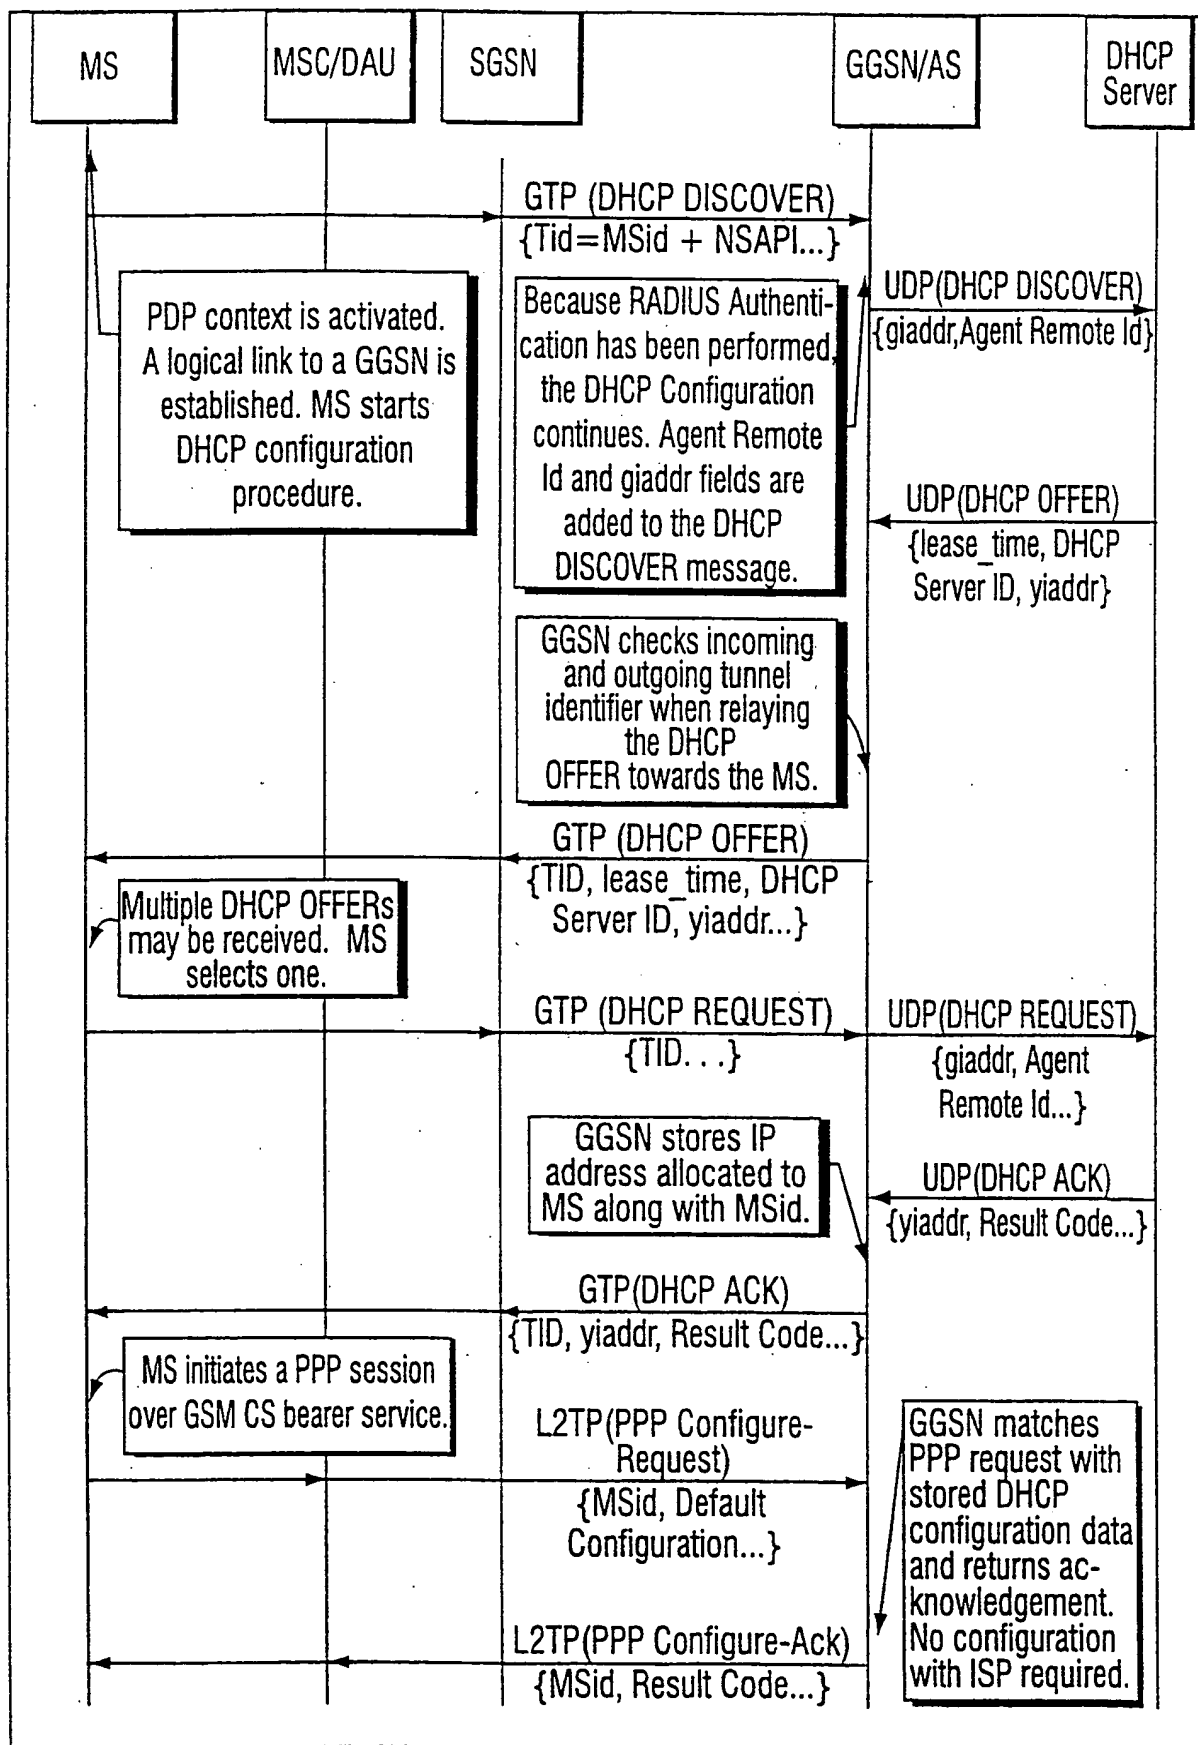 MS
MSC/DAU
SGSN
GGSN/AS
DHCP
Server
GTP (DHCP DISCOVER)
{Tid=MSid + NSAPI...}
PDP context is activated.
A logical link to a GGSN is
established. MS starts
DHCP configuration
procedure.
Because RADIUS Authenti-
cation has been performed,
the DHCP Configuration
continues. Agent Remote
Id and giaddr fields are
added to the DHCP
DISCOVER message.
UDP(DHCP DISCOVER)
{giaddr,Agent Remote Id}
UDP(DHCP OFFER)
{lease_time, DHCP
Server ID, yiaddr}
GGSN checks incoming
and outgoing tunnel
identifier when relaying
the DHCP
OFFER towards the MS.
GTP (DHCP OFFER)
{TID, lease_time, DHCP
Server ID, yiaddr...}
Multiple DHCP OFFERs
may be received. MS
selects one.
GTP (DHCP REQUEST)
{TID. . .}
UDP(DHCP REQUEST)
{giaddr, Agent
Remote Id...}
GGSN stores IP
address allocated to
MS along with MSid.
UDP(DHCP ACK)
{yiaddr, Result Code...}
GTP(DHCP ACK)
{TID, yiaddr, Result Code...}
MS initiates a PPP session
over GSM CS bearer service.
L2TP(PPP Configure-
Request)
{MSid, Default
Configuration...}
GGSN matches
PPP request with
stored DHCP
configuration data
and returns ac-
knowledgement.
No configuration
with ISP required.
L2TP(PPP Configure-Ack)
{MSid, Result Code...}